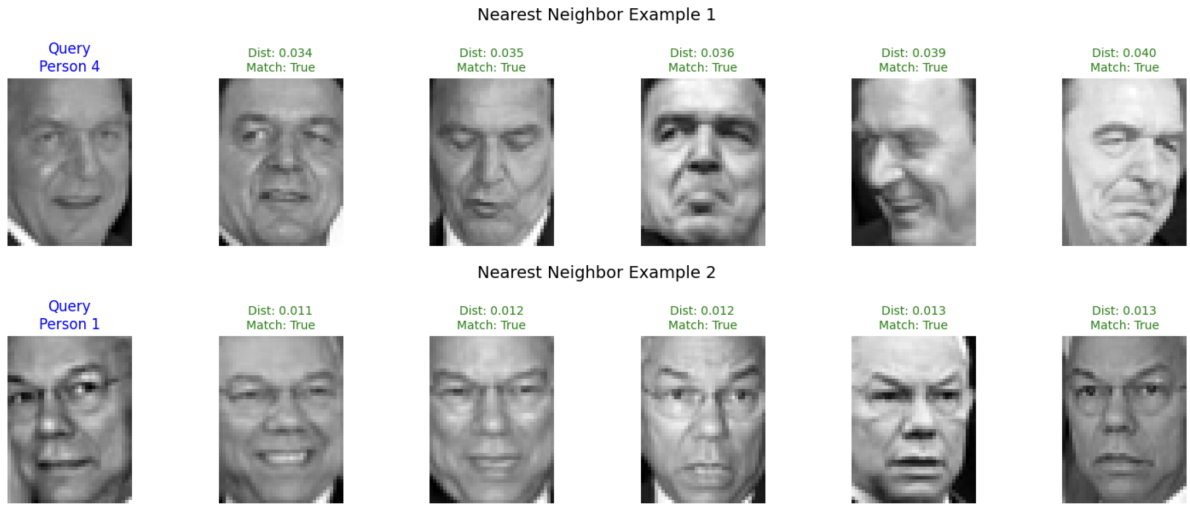 Nearest Neighbor Example 1
Query
Person 4
Dist: 0.034
Match: True
Dist: 0.035
Match: True
Dist: 0.036
Match: True
Dist: 0.039
Match: True
Dist: 0.040
Match: True
Nearest Neighbor Example 2
Query
Person 1
Dist: 0.011
Match: True
Dist: 0.012
Match: True
Dist: 0.012
Match: True
Dist: 0.013
Match: True
Dist: 0.013
Match: True